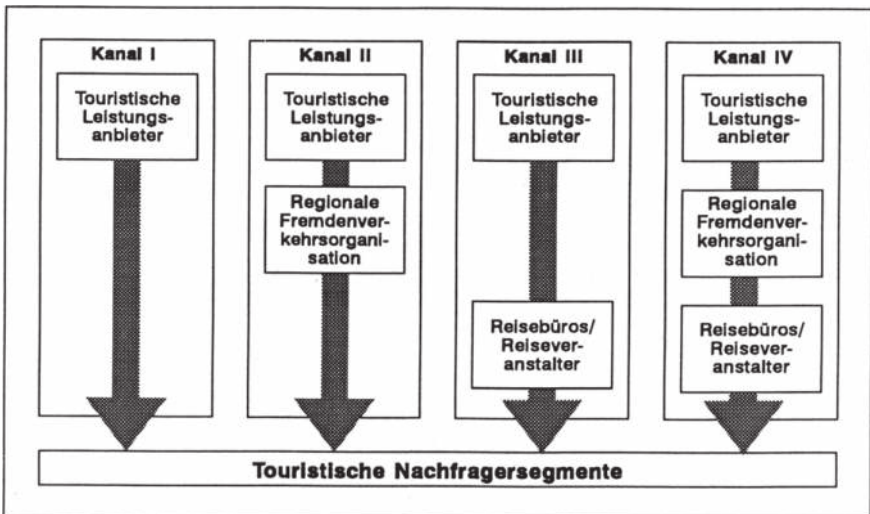 Kanal I
Touristische
Leistungs-
anbieter
Kanal II
Touristische
Leistungs-
anbieter
Regionale
Fremdenver-
kehrsorgani-
sation
Kanal III
Touristische
Leistungs-
anbieter
Reisebüros/
Reisever-
anstalter
Kanal IV
Touristische
Leistungs-
anbieter
Regionale
Fremdenver-
kehrsorgani-
sation
Reisebüros/
Reisever-
anstalter
Touristische Nachfragersegmente